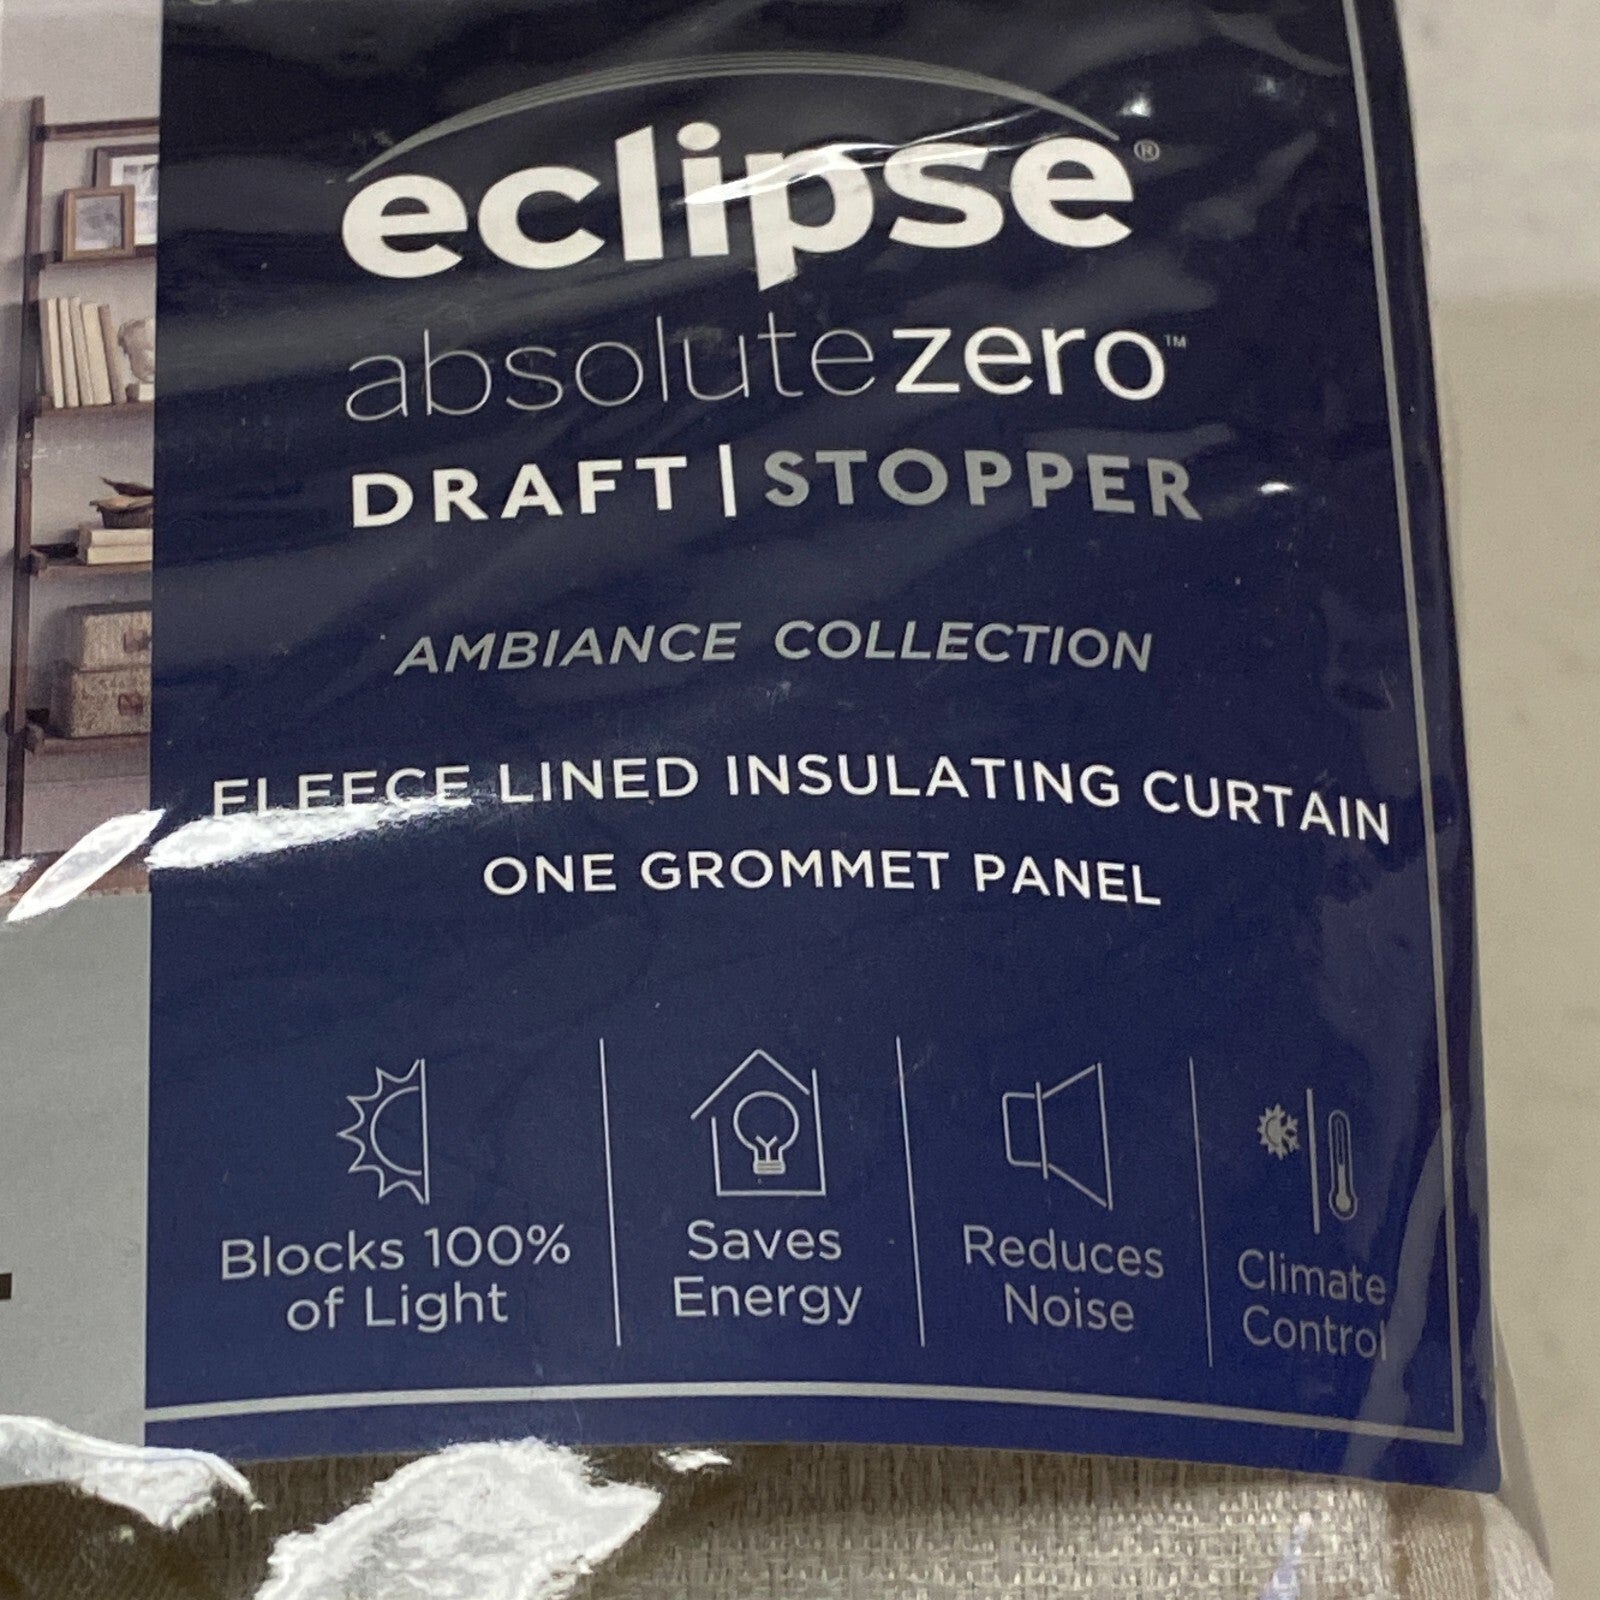 eclipse®
absolutezero™
DRAFT | STOPPER
AMBIANCE COLLECTION
FLEECE LINED INSULATING CURTAIN
ONE GROMMET PANEL
Blocks 100%
of Light
Saves
Energy
Reduces
Noise
Climate
Control